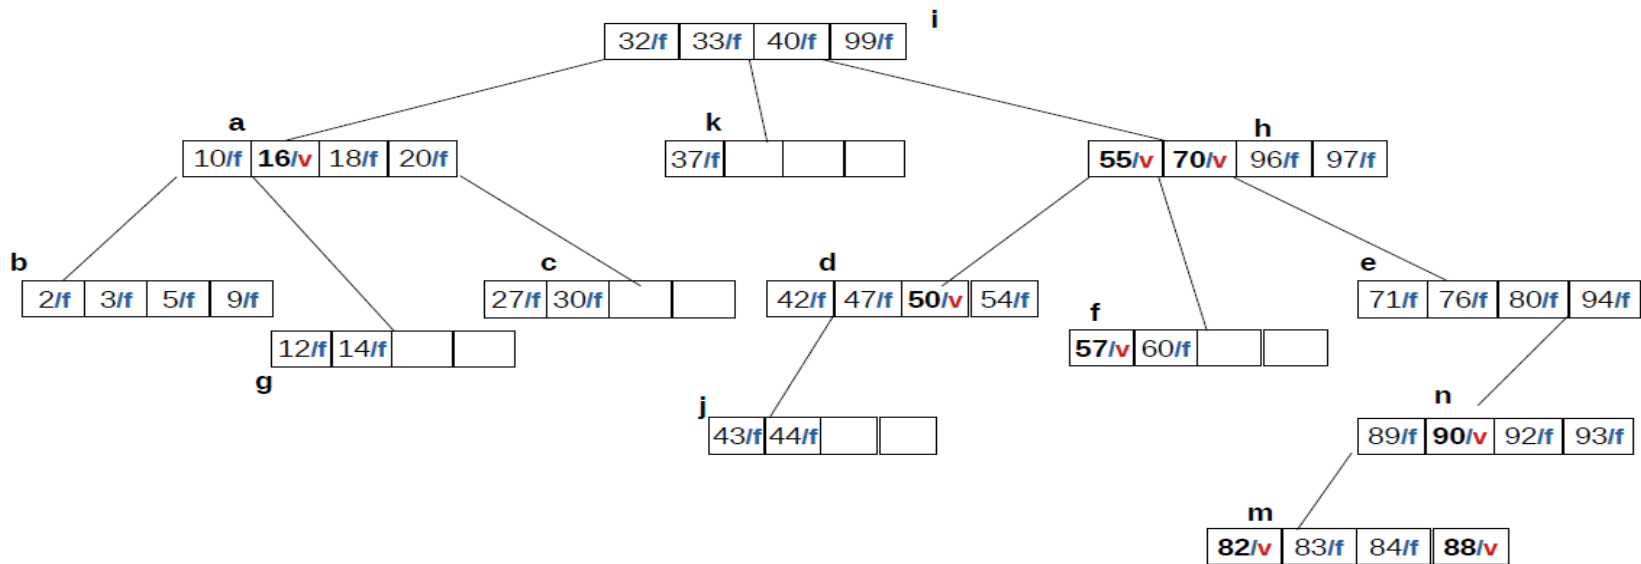 i
32/f 33/f 40/f 99/f
a k h
10/f 16/v 18/f 20/f
37/f
55/v 70/v 96/f 97/f
b c d e
2/f 3/f 5/f 9/f
27/f 30/f
42/f 47/f 50/v 54/f
71/f 76/f 80/f 94/f
f
12/f 14/f
57/v 60/f
g
j n
43/f 44/f
89/f 90/v 92/f 93/f
m
82/v 83/f 84/f 88/v